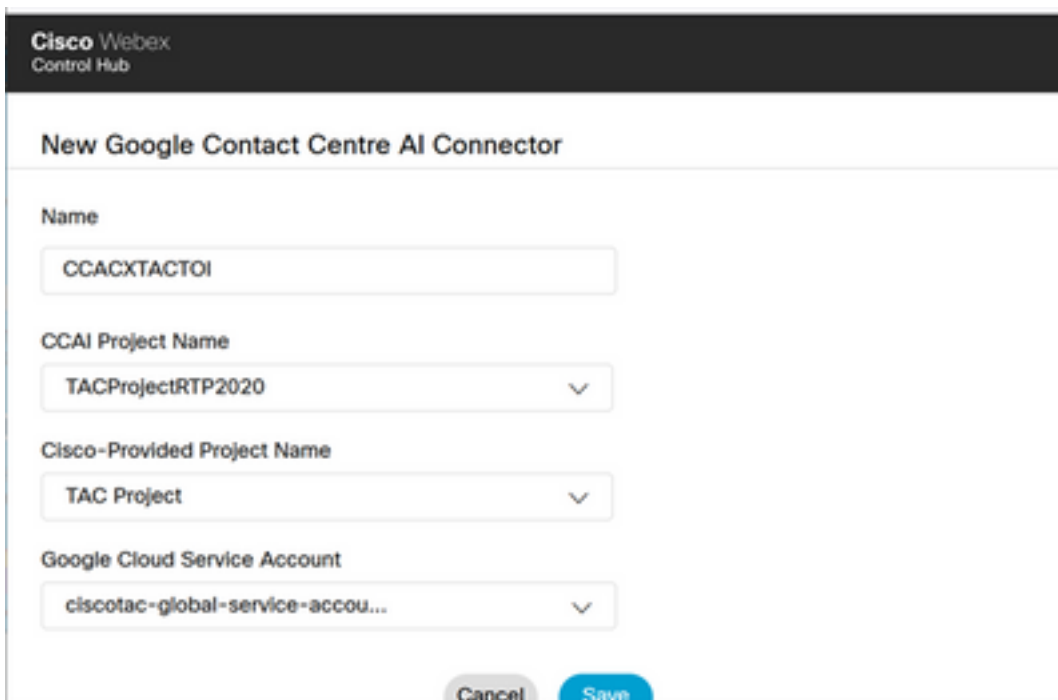 Cisco Webex
Control Hub
New Google Contact Centre AI Connector
Name
CCACXTACTOI
CCAI Project Name
TACProjectRTP2020
Cisco-Provided Project Name
TAC Project
Google Cloud Service Account
ciscotac-global-service-accou...
Cancel Save